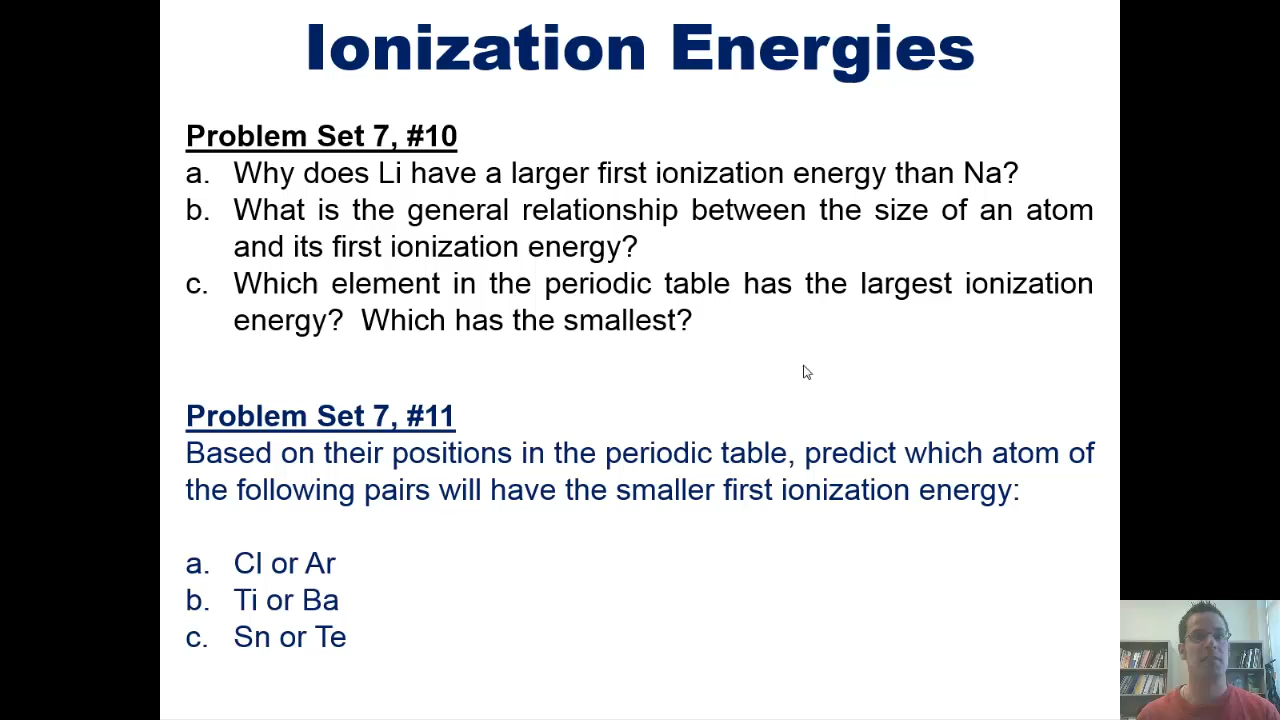 Ionization Energies
Problem Set 7, #10
a. Why does Li have a larger first ionization energy than Na?
b. What is the general relationship between the size of an atom
and its first ionization energy?
c. Which element in the periodic table has the largest ionization
energy? Which has the smallest?
Problem Set 7, #11
Based on their positions in the periodic table, predict which atom of
the following pairs will have the smaller first ionization energy:
a. Cl or Ar
b. Ti or Ba
c. Sn or Te